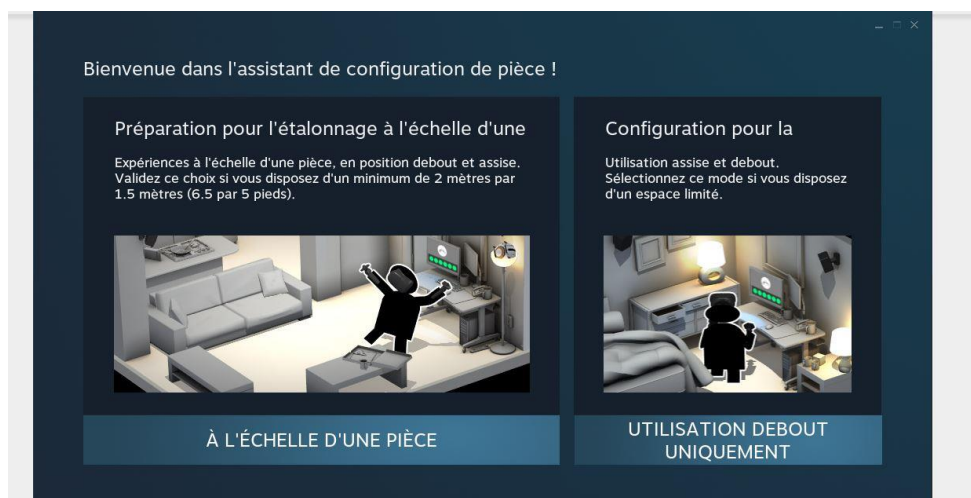 Bienvenue dans l'assistant de configuration de pièce !
Préparation pour l'étalonnage à l'échelle d'une
Expériences à l'échelle d'une pièce, en position debout et assise.
Validez ce choix si vous disposez d'un minimum de 2 mètres par
1.5 mètres (6.5 par 5 pieds).
À L'ÉCHELLE D'UNE PIÈCE
Configuration pour la
Utilisation assise et debout.
Sélectionnez ce mode si vous disposez
d'un espace limité.
UTILISATION DEBOUT
UNIQUEMENT